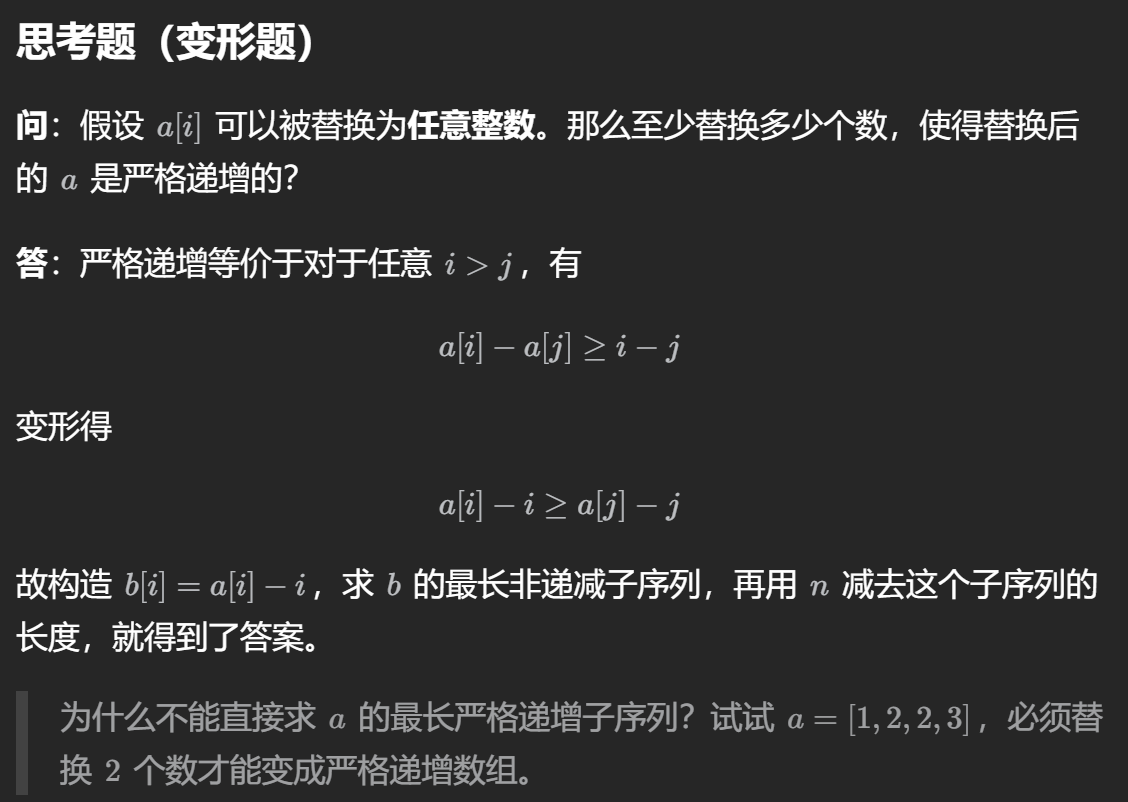 思考题（变形题）
问：假设 a[i] 可以被替换为任意整数。那么至少替换多少个数，使得替换后
的 a 是严格递增的？
答：严格递增等价于对于任意 i > j，有
a[i] − a[j] ≥ i − j
变形得
a[i] − i ≥ a[j] − j
故构造 b[i] = a[i] − i，求 b 的最长非递减子序列，再用 n 减去这个子序列的
长度，就得到了答案。
为什么不能直接求 a 的最长严格递增子序列？试试 a = [1, 2, 2, 3]，必须替
换 2 个数才能变成严格递增数组。